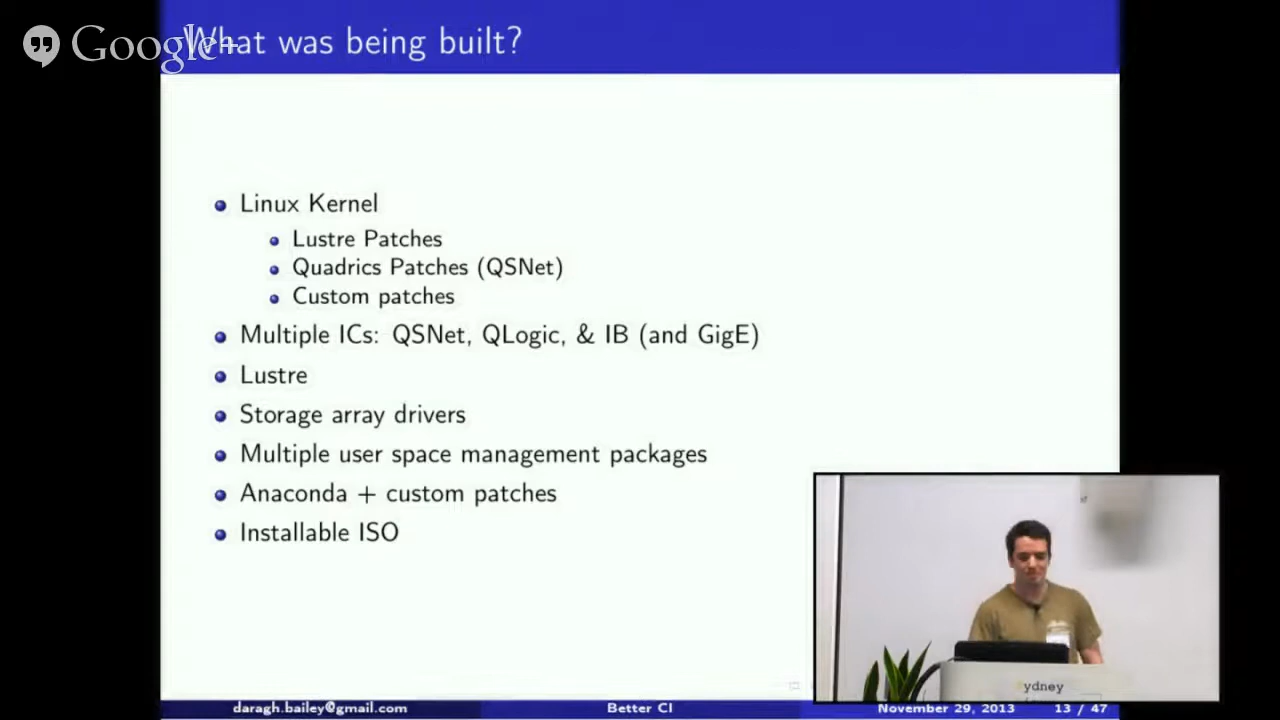 Google+
What was being built?
Linux Kernel
Lustre Patches
Quadrics Patches (QSNet)
Custom patches
Multiple ICs: QSNet, QLogic, & IB (and GigE)
Lustre
Storage array drivers
Multiple user space management packages
Anaconda + custom patches
Installable ISO
ydney
daragh.bailey@gmail.com
Better CI
November 29, 2013
13 / 47